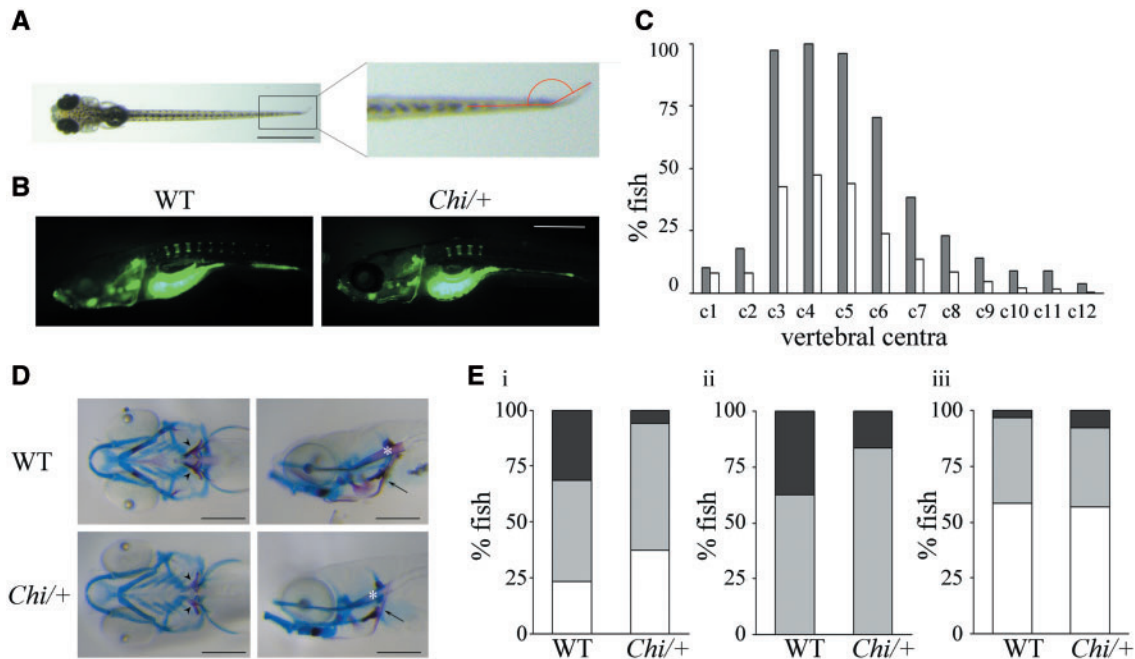 A
B
WT
Chi/+
C
100
75
50
25
0
% fish
c1 c2 c3 c4 c5 c6 c7 c8 c9 c10 c11 c12
vertebral centra
D
WT
*
Chi/+
*
E
i
100
75
50
25
0
% fish
WT Chi/+
ii
100
75
50
25
0
% fish
WT Chi/+
iii
100
75
50
25
0
% fish
WT Chi/+